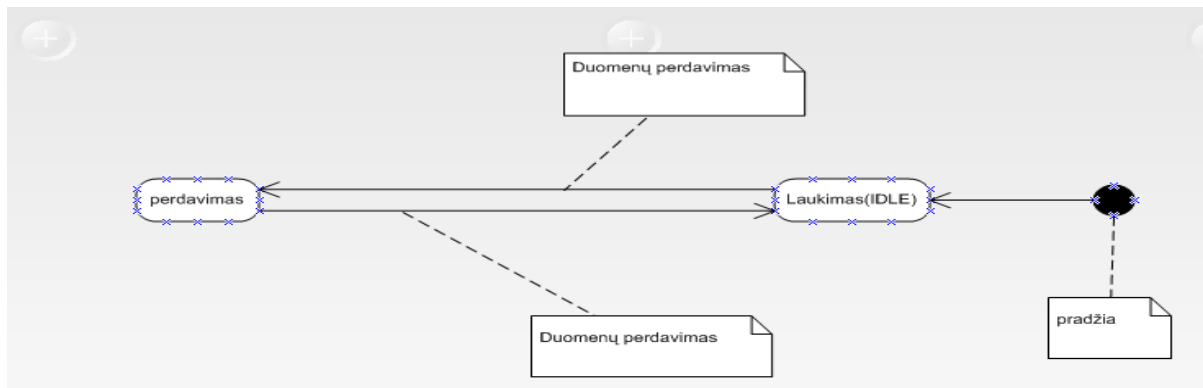 Duomenų perdavimas
perdavimas
Laukimas(IDLE)
pradžia
Duomenų perdavimas